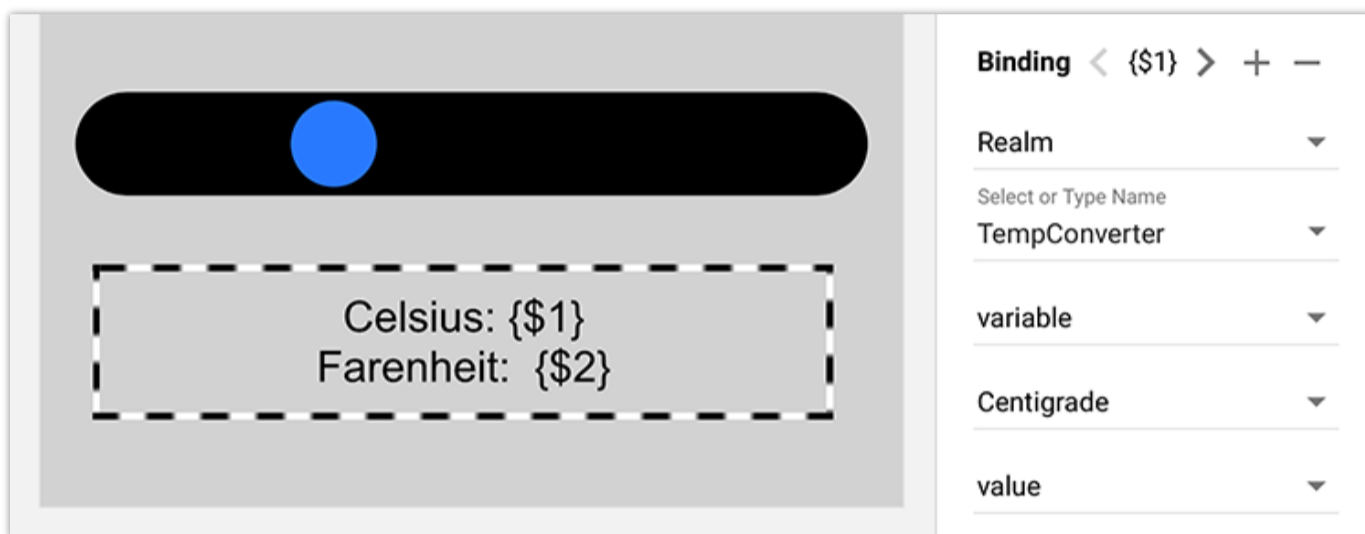 Celsius: {$1}
Farenheit:  {$2}
Binding < {$1} > + −
Realm
Select or Type Name
TempConverter
variable
Centigrade
value